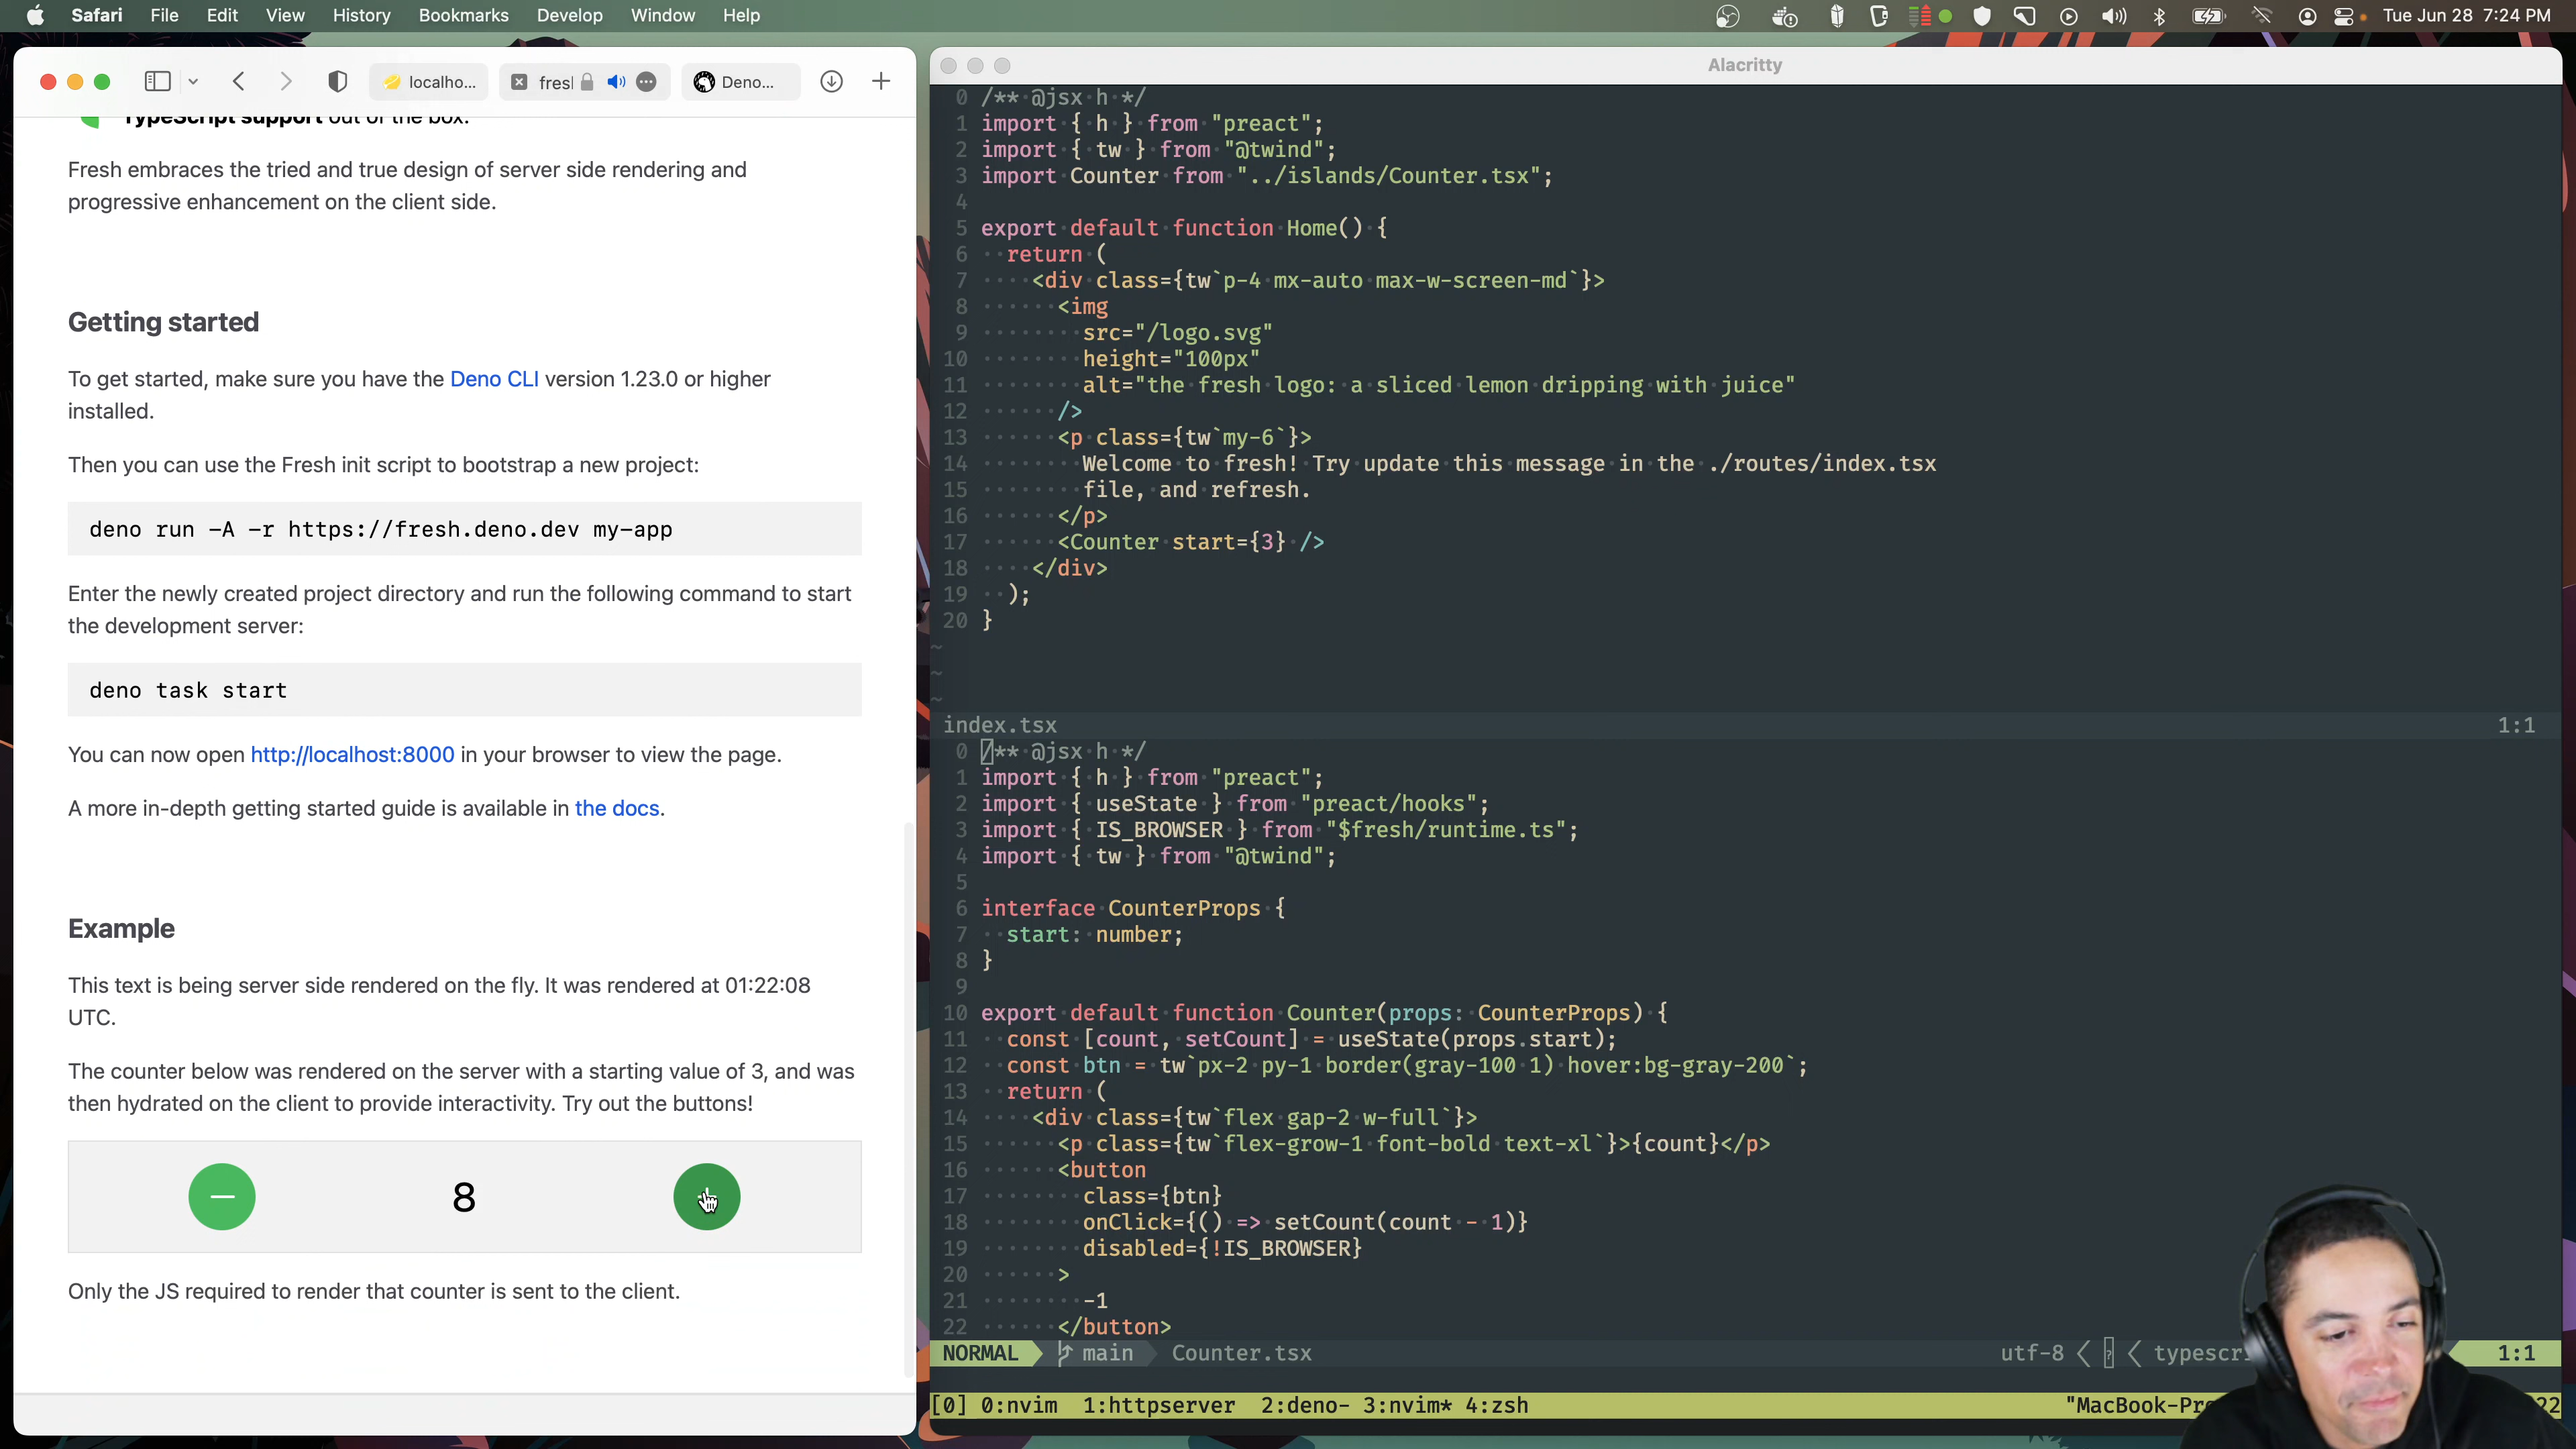 Safari File Edit View History Bookmarks Develop Window Help
Tue Jun 28 7:24 PM
localho...
Deno...
TypeScript support out of the box.
Fresh embraces the tried and true design of server side rendering and
progressive enhancement on the client side.
Getting started
To get started, make sure you have the Deno CLI version 1.23.0 or higher
installed.
Then you can use the Fresh init script to bootstrap a new project:
deno run -A -r https://fresh.deno.dev my-app
Enter the newly created project directory and run the following command to start
the development server:
deno task start
You can now open http://localhost:8000 in your browser to view the page.
A more in-depth getting started guide is available in the docs.
Example
This text is being server side rendered on the fly. It was rendered at 01:22:08
UTC.
The counter below was rendered on the server with a starting value of 3, and was
then hydrated on the client to provide interactivity. Try out the buttons!
8
Only the JS required to render that counter is sent to the client.
Alacritty
0 /** @jsx h */
1 import { h } from "preact";
2 import { tw } from "@twind";
3 import Counter from "../islands/Counter.tsx";
4
5 export default function Home() {
6 return (
7 <div class={tw`p-4 mx-auto max-w-screen-md`}>
8 <img
9 src="/logo.svg"
10 height="100px"
11 alt="the fresh logo: a sliced lemon dripping with juice"
12 />
13 <p class={tw`my-6`}>
14 Welcome to fresh! Try update this message in the ./routes/index.tsx
15 file, and refresh.
16 </p>
17 <Counter start={3} />
18 </div>
19 );
20 }
~
~
~
index.tsx 1:1
0 /** @jsx h */
1 import { h } from "preact";
2 import { useState } from "preact/hooks";
3 import { IS_BROWSER } from "$fresh/runtime.ts";
4 import { tw } from "@twind";
5
6 interface CounterProps {
7 start: number;
8 }
9
10 export default function Counter(props: CounterProps) {
11 const [count, setCount] = useState(props.start);
12 const btn = tw`px-2 py-1 border(gray-100 1) hover:bg-gray-200`;
13 return (
14 <div class={tw`flex gap-2 w-full`}>
15 <p class={tw`flex-grow-1 font-bold text-xl`}>{count}</p>
16 <button
17 class={btn}
18 onClick={() => setCount(count - 1)}
19 disabled={!IS_BROWSER}
20 >
21 -1
22 </button>
NORMAL main Counter.tsx utf-8 typescri 1:1
[0] 0:nvim 1:httpserver 2:deno- 3:nvim* 4:zsh "MacBook-Pr 22